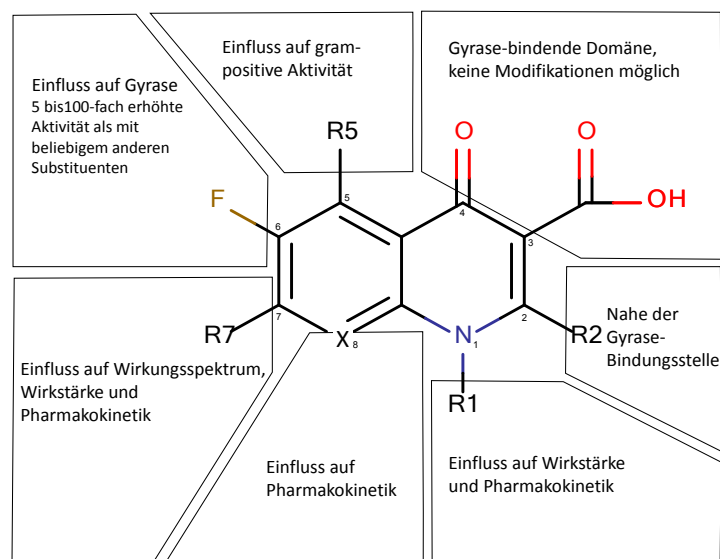 Einfluss auf gram-
positive Aktivität
Gyrase-bindende Domäne,
keine Modifikationen möglich
Einfluss auf Gyrase
5 bis100-fach erhöhte
Aktivität als mit
beliebigem anderen
Substituenten
R5
O
O
F
OH
5
4
6
3
7
2
R7
X
8
N
1
R2
R1
Nahe der
Gyrase-
Bindungsstelle
Einfluss auf Wirkungsspektrum,
Wirkstärke und
Pharmakokinetik
Einfluss auf
Pharmakokinetik
Einfluss auf Wirkstärke
und Pharmakokinetik